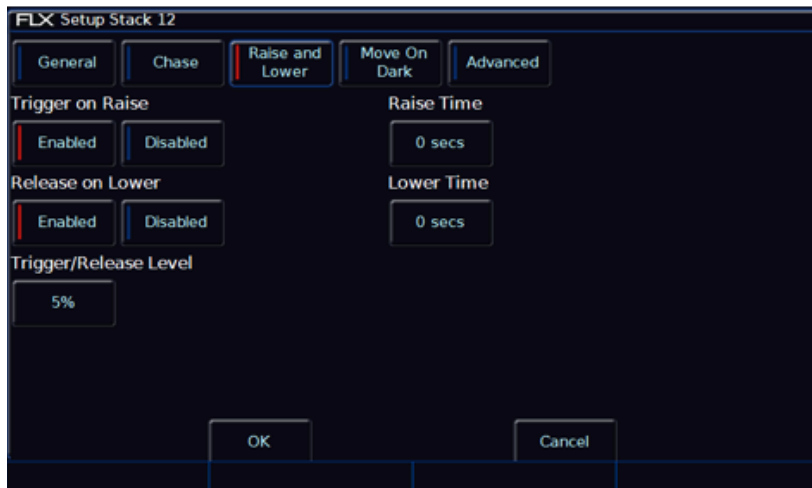 FLX Setup Stack 12
General
Chase
Raise and
Lower
Move On
Dark
Advanced
Trigger on Raise
Raise Time
Enabled
Disabled
0 secs
Release on Lower
Lower Time
Enabled
Disabled
0 secs
Trigger/Release Level
5%
OK
Cancel